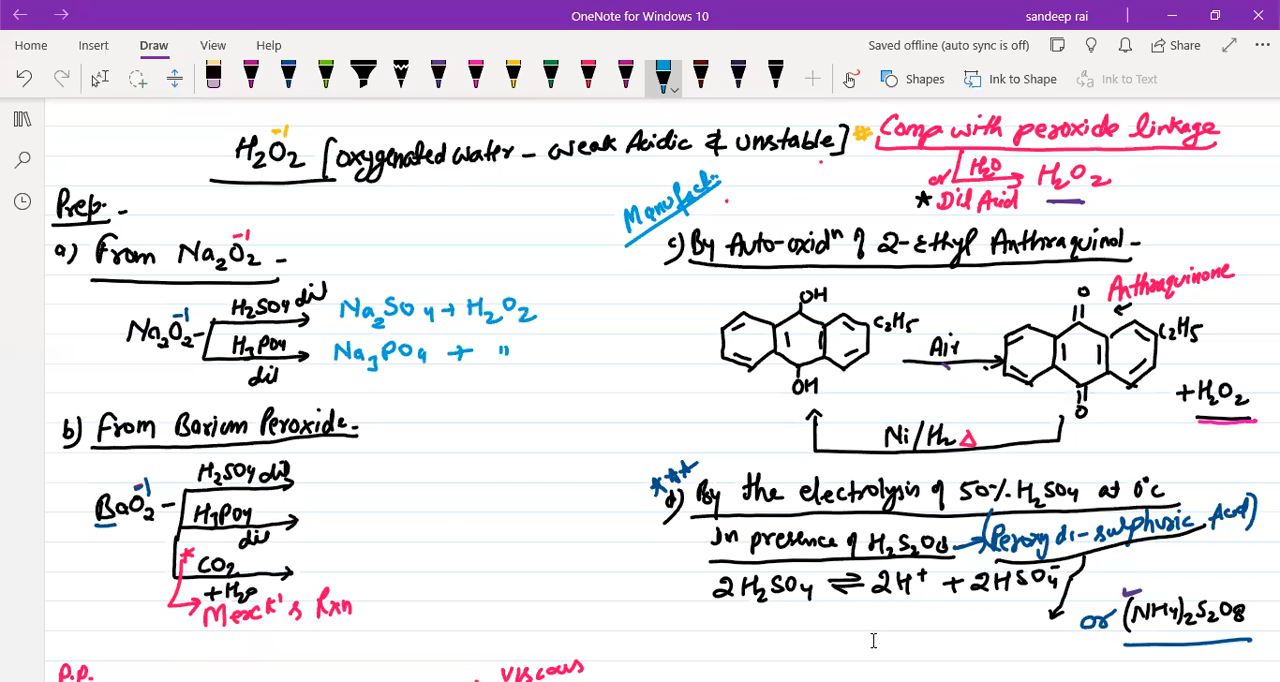 OneNote for Windows 10
sandeep rai
Home Insert Draw View Help
Saved offline (auto sync is off)
Share
Shapes
Ink to Shape
Ink to Text
H2O2 [oxygenated water - weak Acidic & unstable]
-1
* Comp with peroxide linkage
H2O
or
* Dil Acid
H2O2
Prep. -
a) From Na2O2 -
-1
Na2O2
-1
H2SO4 dil
Na2SO4 + H2O2
H3PO4
dil
Na3PO4 + "
b) From Barium Peroxide -
BaO2
-1
H2SO4 dil
H3PO4
dil
* CO2
+ H2O
Merck's Rxn
P.P.
Viscous
Manufact:
c) By Auto-oxidn of 2-Ethyl Anthraquinol -
OH
C2H5
OH
Air
Anthraquinone
O
C2H5
O
+ H2O2
Ni/H2 Δ
***
d) By the electrolysis of 50% H2SO4 at 0°C
In presence of H2S2O8 → (Peroxy di-sulphuric Acid)
2H2SO4 ⇌ 2H+ + 2HSO4-
or (NH4)2S2O8